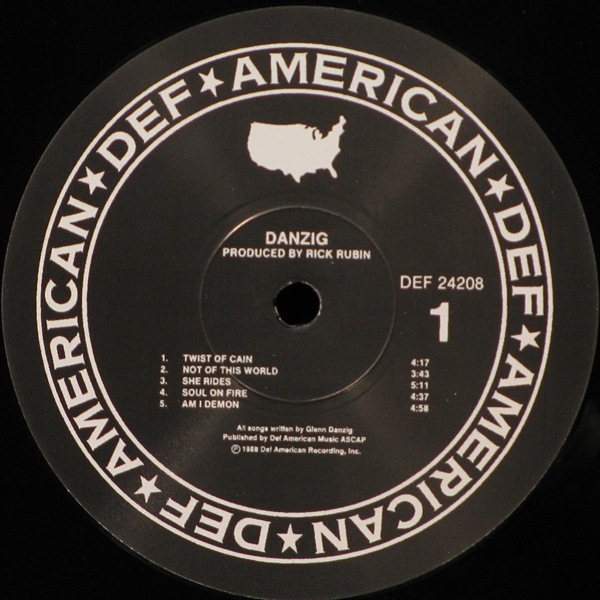 DEF ★ AMERICAN ★ DEF ★ AMERICAN ★ DEF ★ AMERICAN ★ DEF ★ AMERICAN ★
DANZIG
PRODUCED BY RICK RUBIN
DEF 24208
1
1. TWIST OF CAIN 4:17
2. NOT OF THIS WORLD 3:43
3. SHE RIDES 5:11
4. SOUL ON FIRE 4:37
5. AM I DEMON 4:58
All songs written by Glenn Danzig
Published by Def American Music ASCAP
Ⓟ 1988 Def American Recording, Inc.